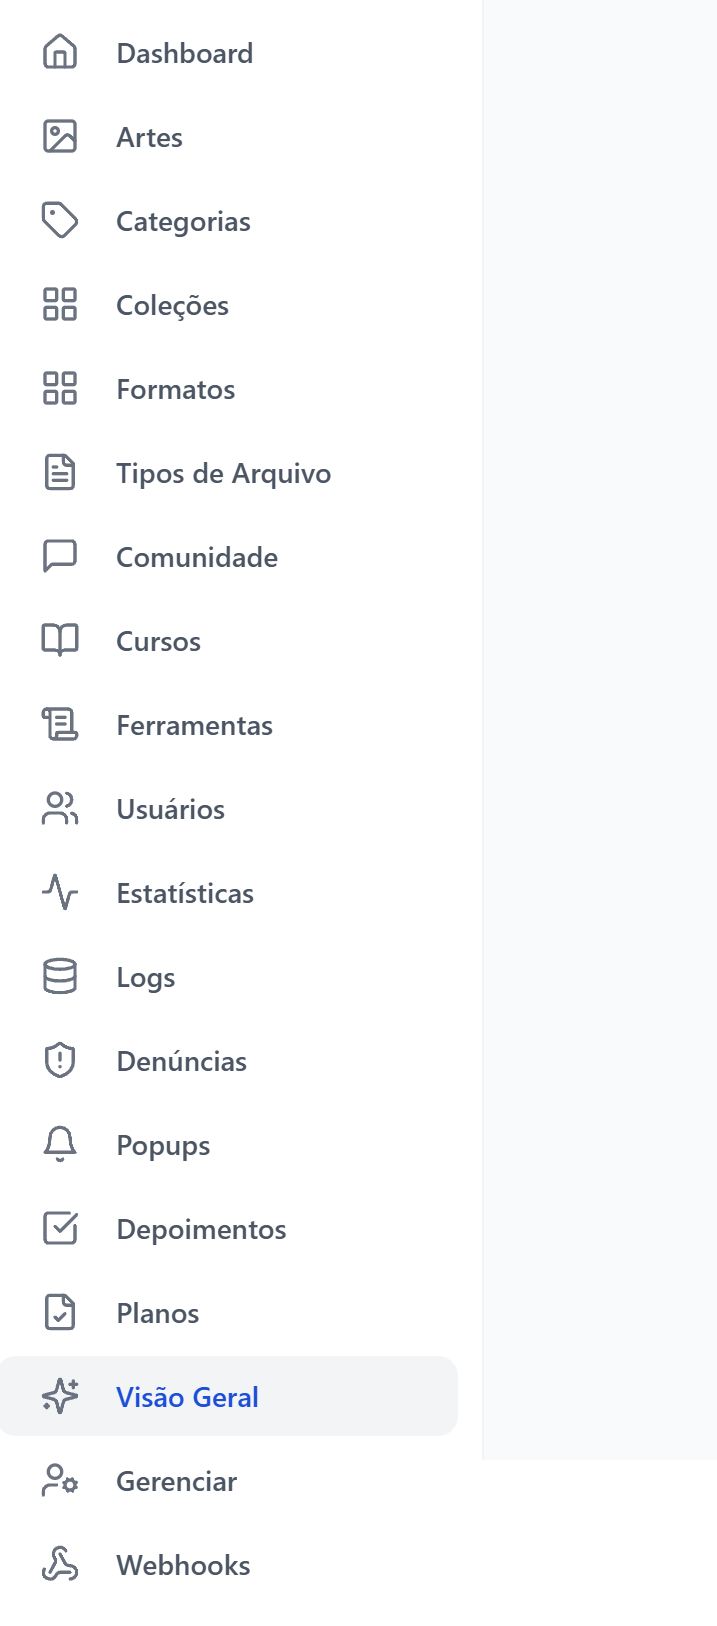 Dashboard
Artes
Categorias
Coleções
Formatos
Tipos de Arquivo
Comunidade
Cursos
Ferramentas
Usuários
Estatísticas
Logs
Denúncias
Popups
Depoimentos
Planos
Visão Geral
Gerenciar
Webhooks